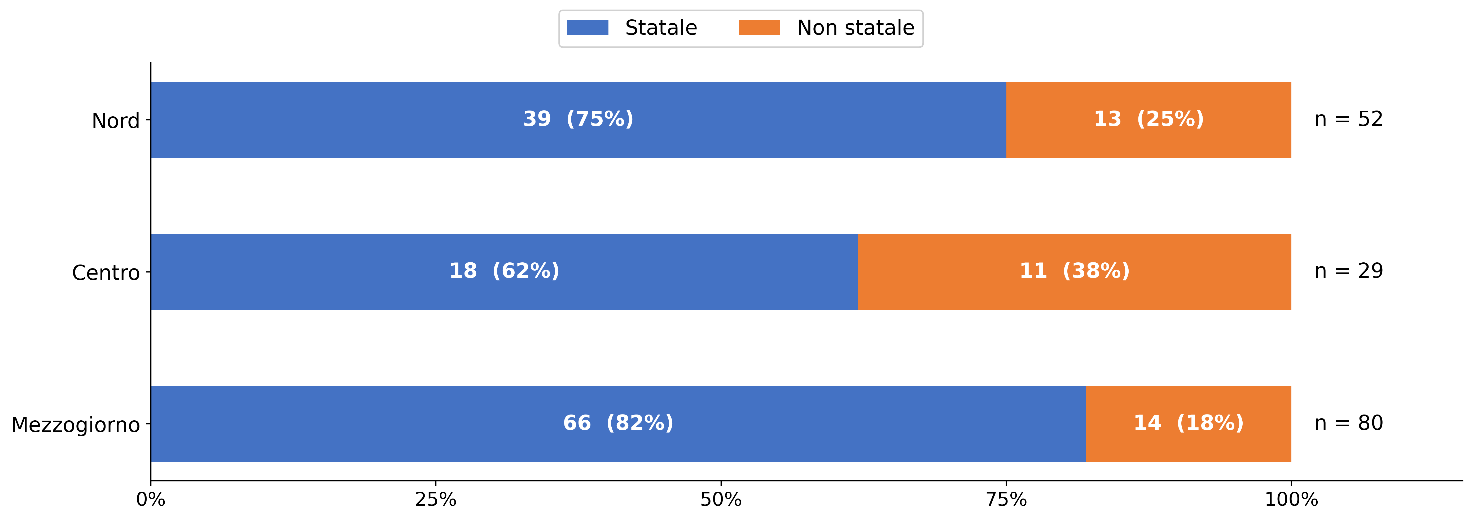 Statale Non statale
Nord 39 (75%) 13 (25%) n = 52
Centro 18 (62%) 11 (38%) n = 29
Mezzogiorno 66 (82%) 14 (18%) n = 80
0% 25% 50% 75% 100%